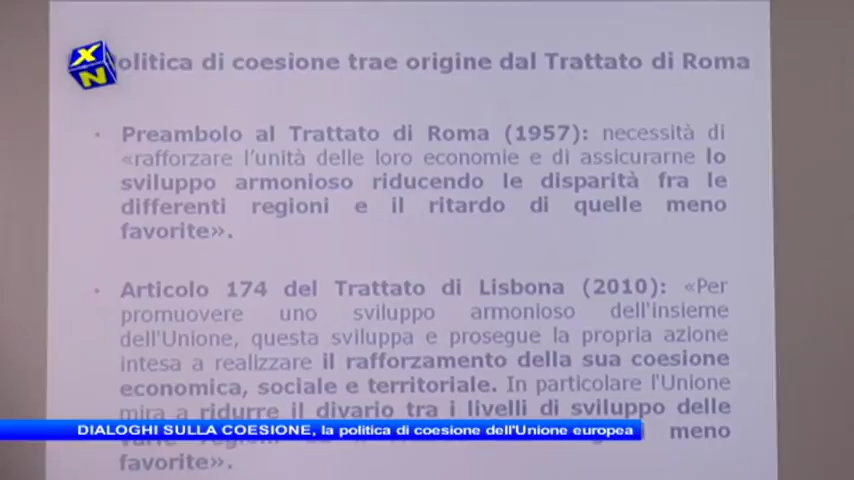 XN
olitica di coesione trae origine dal Trattato di Roma
• Preambolo al Trattato di Roma (1957): necessità di
«rafforzare l'unità delle loro economie e di assicurarne lo
sviluppo armonioso riducendo le disparità fra le
differenti regioni e il ritardo di quelle meno
favorite».
• Articolo 174 del Trattato di Lisbona (2010): «Per
promuovere uno sviluppo armonioso dell'insieme
dell'Unione, questa sviluppa e prosegue la propria azione
intesa a realizzare il rafforzamento della sua coesione
economica, sociale e territoriale. In particolare l'Unione
mira a ridurre il divario tra i livelli di sviluppo delle
meno
DIALOGHI SULLA COESIONE, la politica di coesione dell'Unione europea
favorite».